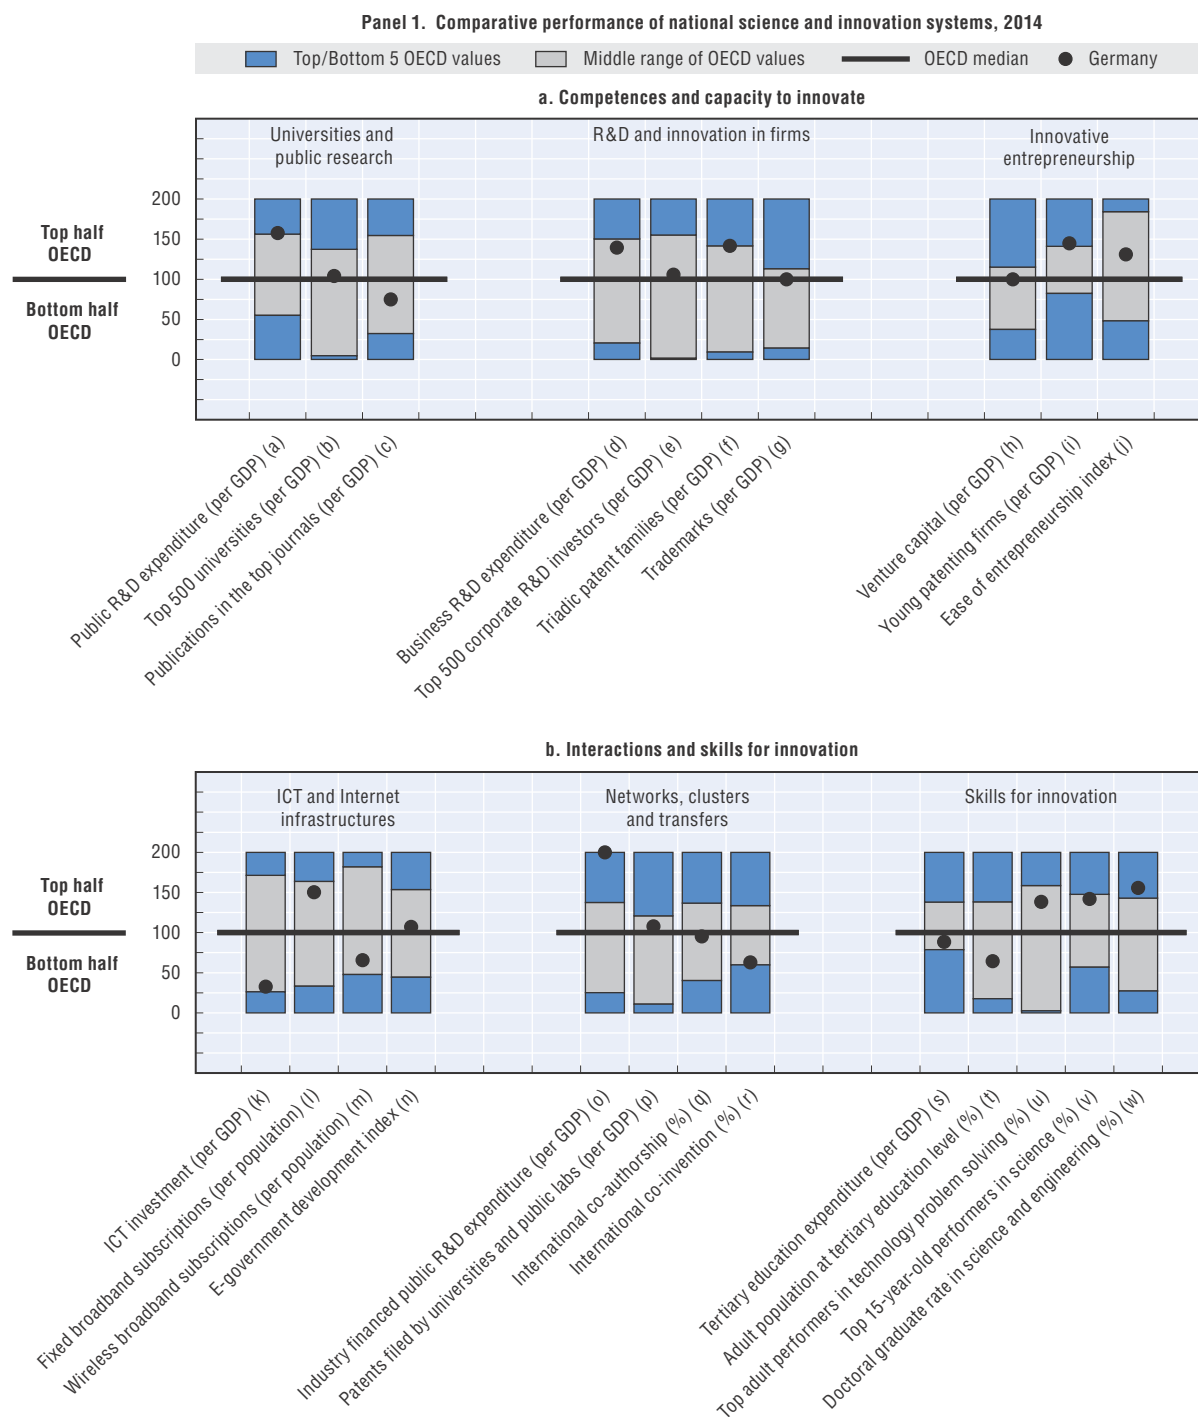 Panel 1. Comparative performance of national science and innovation systems, 2014
Top/Bottom 5 OECD values
Middle range of OECD values
OECD median
Germany
a. Competences and capacity to innovate
Universities and
public research
R&D and innovation in firms
Innovative
entrepreneurship
200
150
100
50
0
Top half
OECD
Bottom half
OECD
Public R&D expenditure (per GDP) (a)
Top 500 universities (per GDP) (b)
Publications in the top journals (per GDP) (c)
Business R&D expenditure (per GDP) (d)
Top 500 corporate R&D investors (per GDP) (e)
Triadic patent families (per GDP) (f)
Trademarks (per GDP) (g)
Venture capital (per GDP) (h)
Young patenting firms (per GDP) (i)
Ease of entrepreneurship index (j)
b. Interactions and skills for innovation
ICT and Internet
infrastructures
Networks, clusters
and transfers
Skills for innovation
200
150
100
50
0
Top half
OECD
Bottom half
OECD
ICT investment (per GDP) (k)
Fixed broadband subscriptions (per population) (l)
Wireless broadband subscriptions (per population) (m)
E-government development index (n)
Industry financed public R&D expenditure (per GDP) (o)
Patents filed by universities and public labs (per GDP) (p)
International co-authorship (%) (q)
International co-invention (%) (r)
Tertiary education expenditure (per GDP) (s)
Adult population at tertiary education level (%) (t)
Top adult performers in technology problem solving (%) (u)
Top 15-year-old performers in science (%) (v)
Doctoral graduate rate in science and engineering (%) (w)